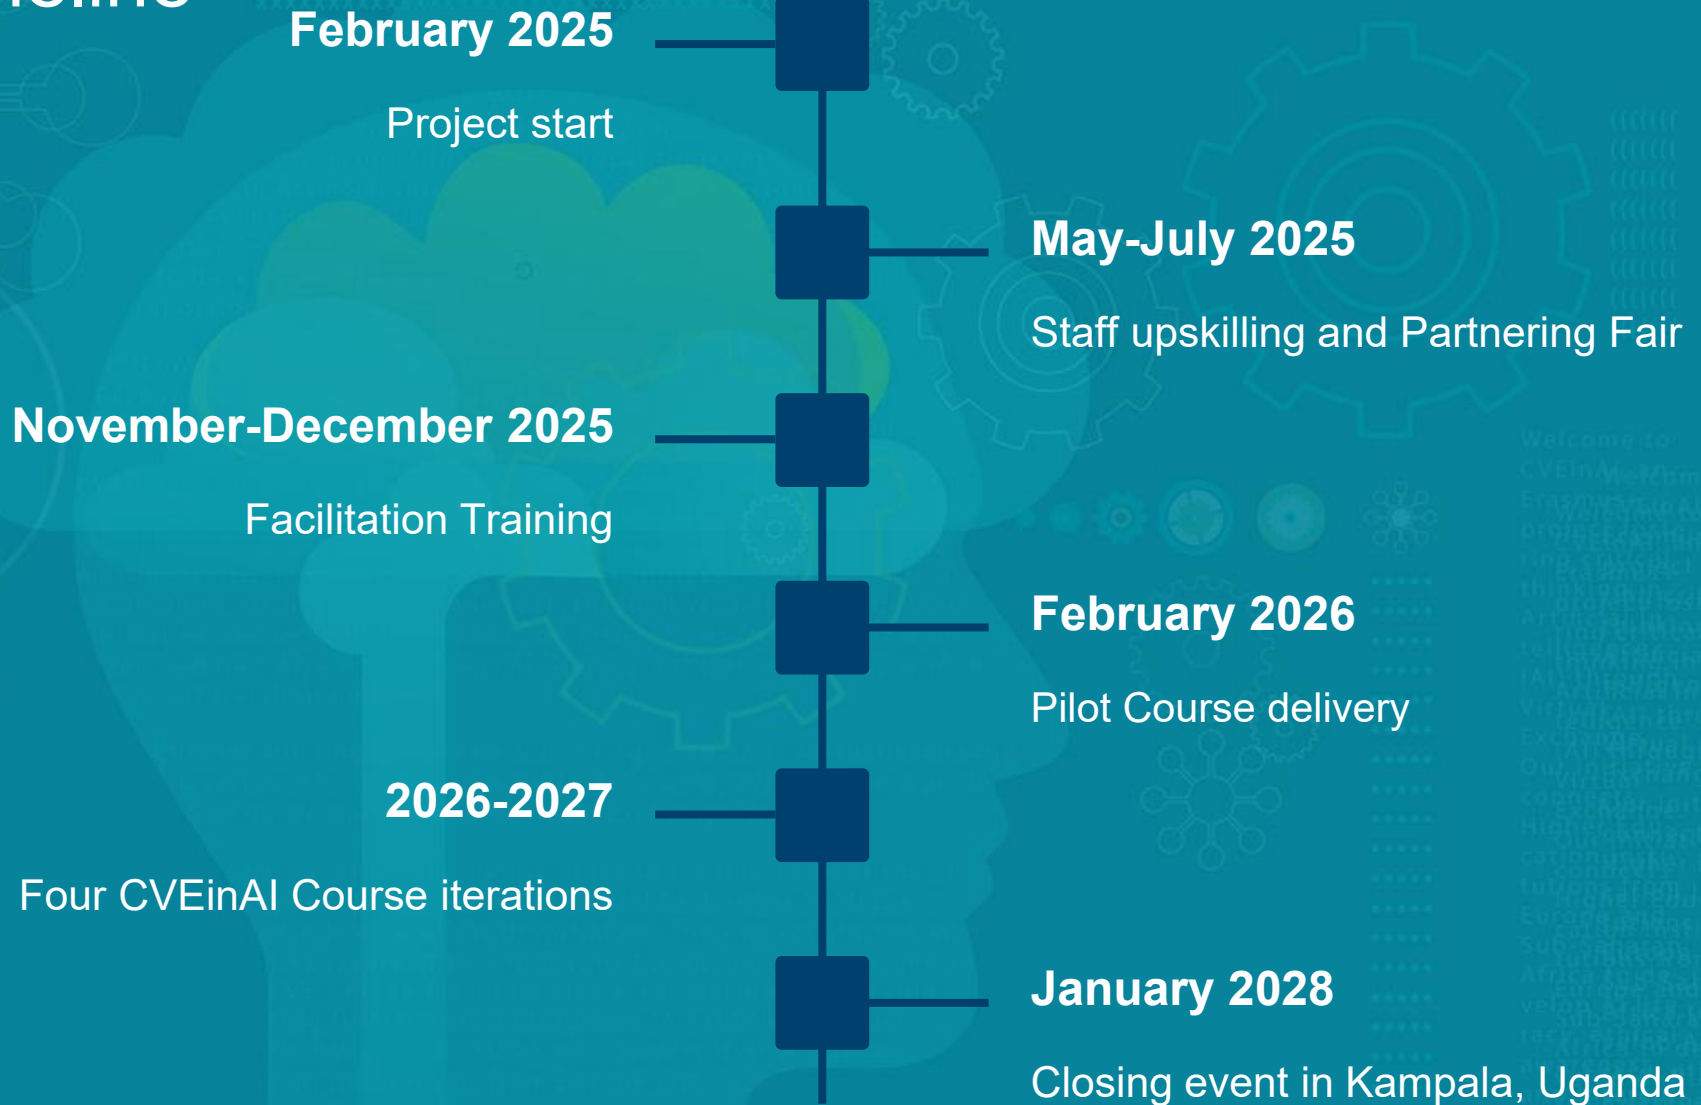 February 2025
Project start
May-July 2025
Staff upskilling and Partnering Fair
November-December 2025
Facilitation Training
February 2026
Pilot Course delivery
2026-2027
Four CVEinAI Course iterations
January 2028
Closing event in Kampala, Uganda